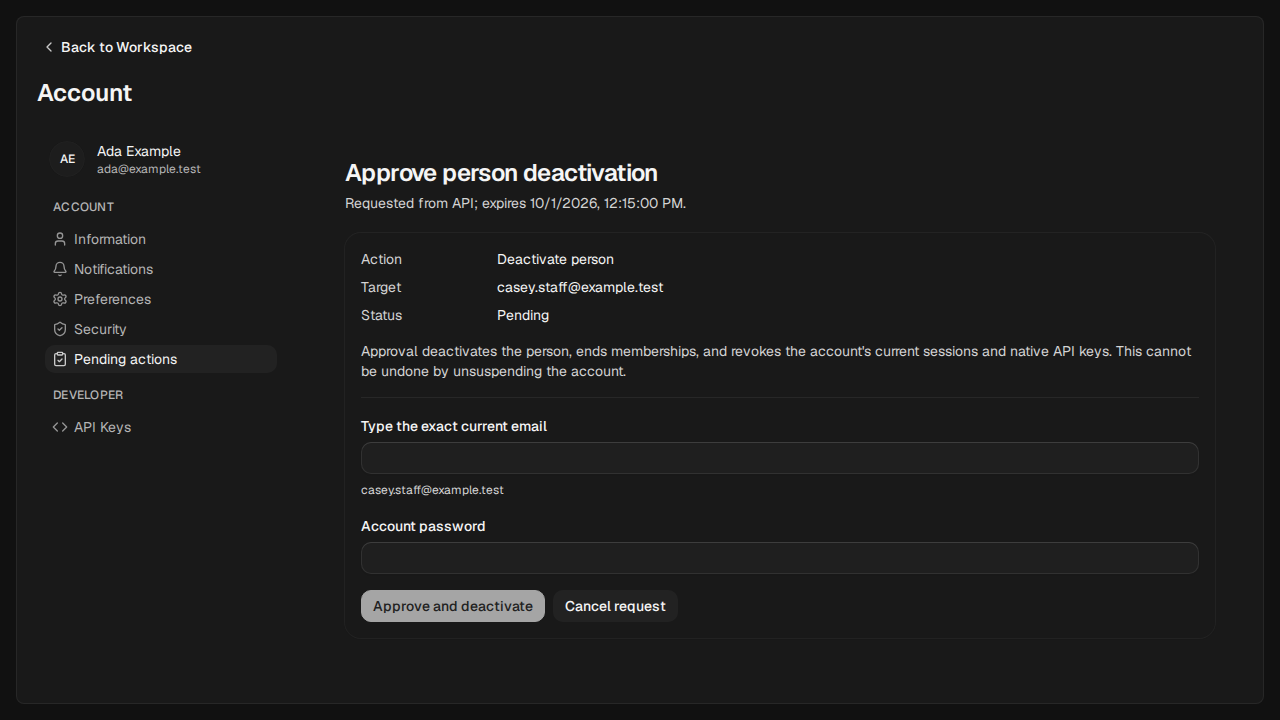 Back to Workspace
Account
AE
Ada Example
ada@example.test
ACCOUNT
Information
Notifications
Preferences
Security
Pending actions
DEVELOPER
API Keys
Approve person deactivation
Requested from API; expires 10/1/2026, 12:15:00 PM.
Action Deactivate person
Target casey.staff@example.test
Status Pending
Approval deactivates the person, ends memberships, and revokes the account's current sessions and native API keys. This cannot
be undone by unsuspending the account.
Type the exact current email
casey.staff@example.test
Account password
Approve and deactivate Cancel request